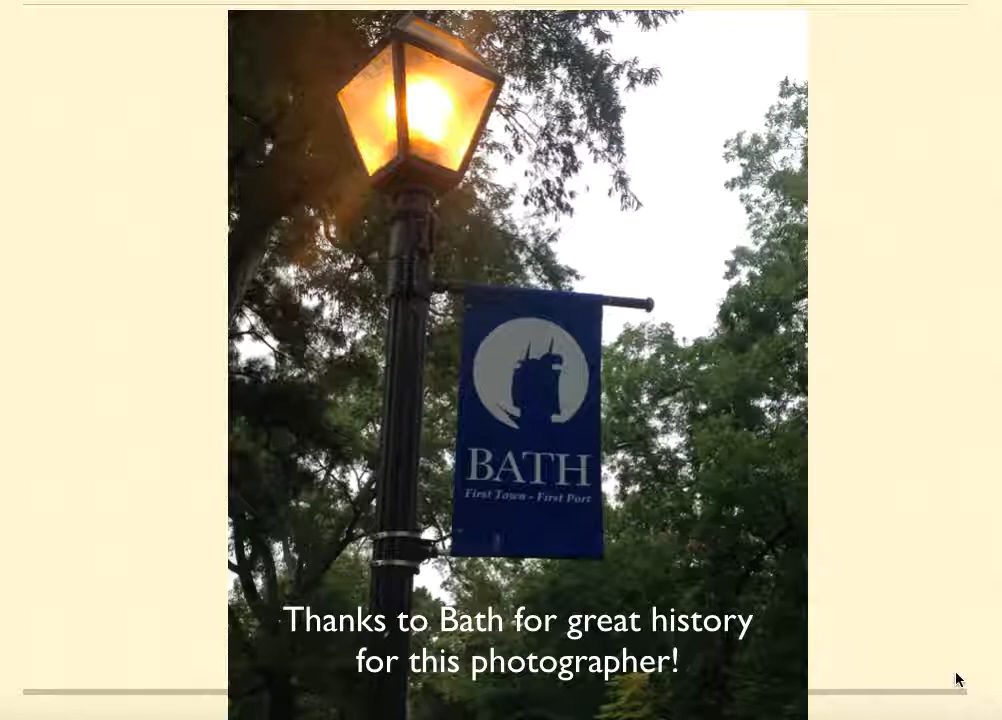 BATH
First Town - First Port
Thanks to Bath for great history
for this photographer!